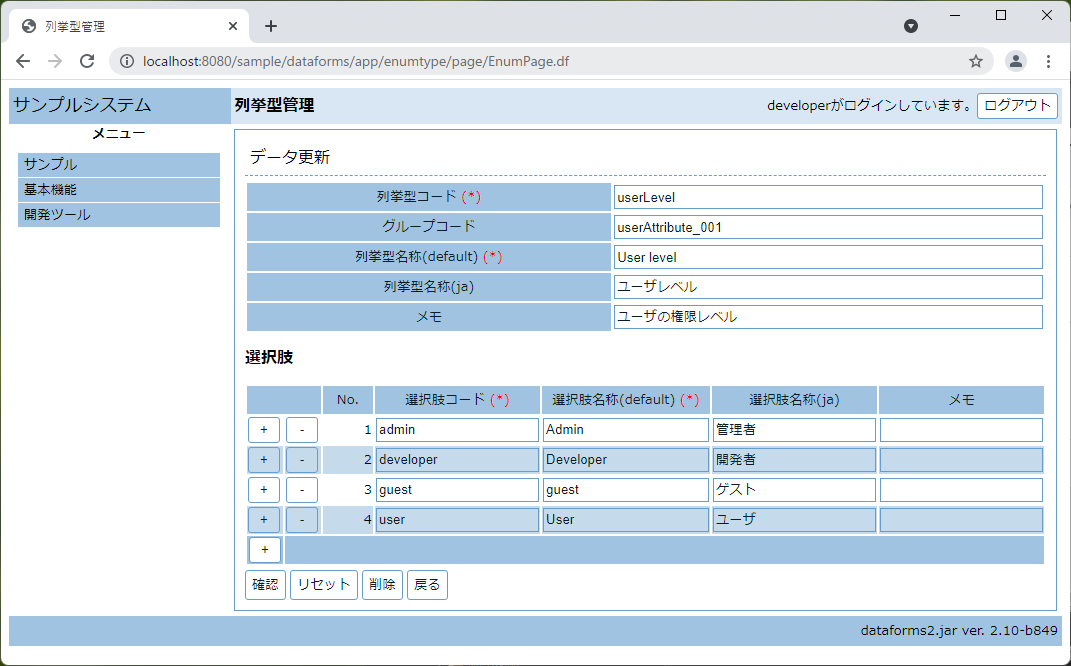 列挙型管理
localhost:8080/sample/dataforms/app/enumtype/page/EnumPage.df
サンプルシステム
列挙型管理
developerがログインしています。 ログアウト
メニュー
サンプル
基本機能
開発ツール
データ更新
列挙型コード (*) userLevel
グループコード userAttribute_001
列挙型名称(default) (*) User level
列挙型名称(ja) ユーザレベル
メモ ユーザの権限レベル
選択肢
No. 選択肢コード (*) 選択肢名称(default) (*) 選択肢名称(ja) メモ
+ - 1 admin Admin 管理者
+ - 2 developer Developer 開発者
+ - 3 guest guest ゲスト
+ - 4 user User ユーザ
+
確認 リセット 削除 戻る
dataforms2.jar ver. 2.10-b849